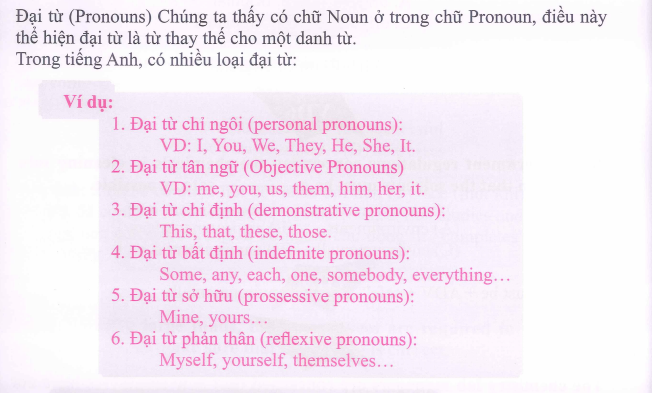 Đại từ (Pronouns) Chúng ta thấy có chữ Noun ở trong chữ Pronoun, điều này
thể hiện đại từ là từ thay thế cho một danh từ.
Trong tiếng Anh, có nhiều loại đại từ:
Ví dụ:
1. Đại từ chỉ ngôi (personal pronouns):
VD: I, You, We, They, He, She, It.
2. Đại từ tân ngữ (Objective Pronouns)
VD: me, you, us, them, him, her, it.
3. Đại từ chỉ định (demonstrative pronouns):
This, that, these, those.
4. Đại từ bất định (indefinite pronouns):
Some, any, each, one, somebody, everything…
5. Đại từ sở hữu (prossessive pronouns):
Mine, yours…
6. Đại từ phản thân (reflexive pronouns):
Myself, yourself, themselves…